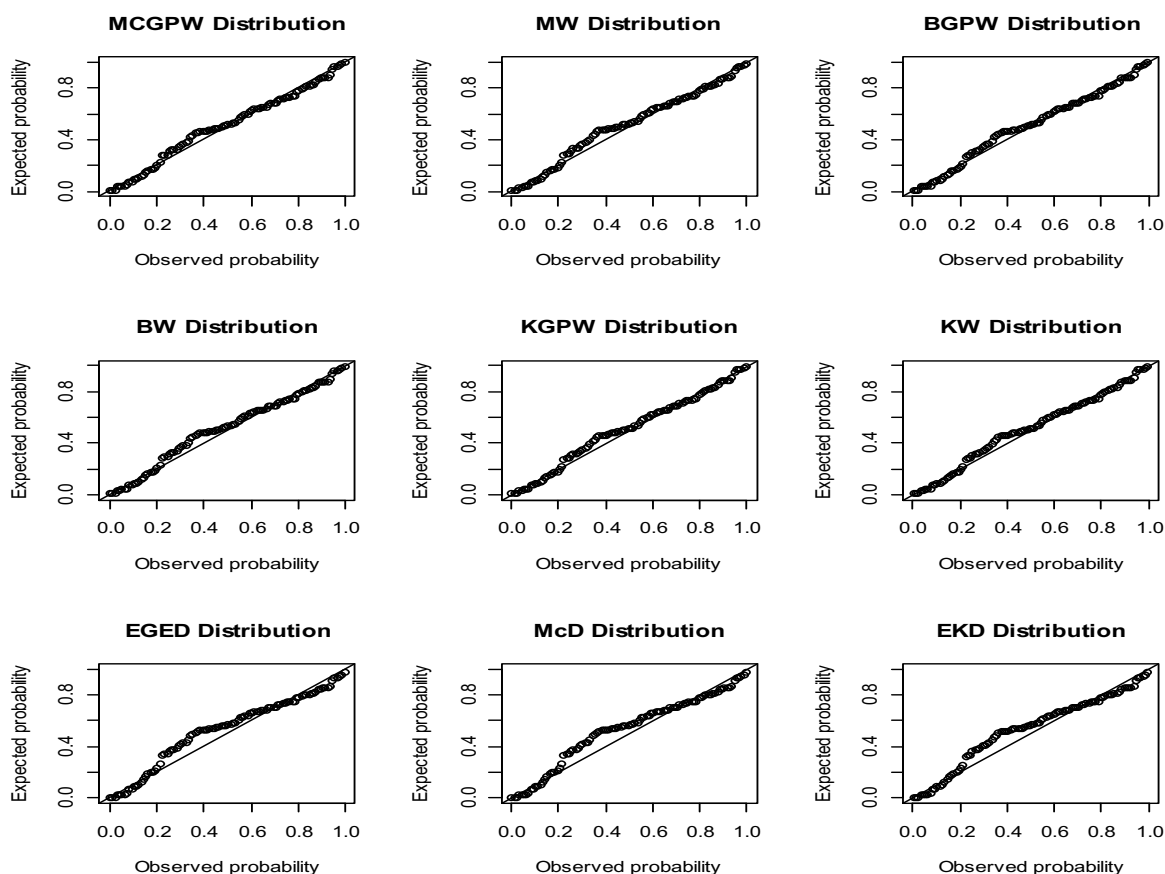 MCGPW Distribution
Expected probability
0.0 0.4 0.8
0.0 0.2 0.4 0.6 0.8 1.0
Observed probability
MW Distribution
Expected probability
0.0 0.4 0.8
0.0 0.2 0.4 0.6 0.8 1.0
Observed probability
BGPW Distribution
Expected probability
0.0 0.4 0.8
0.0 0.2 0.4 0.6 0.8 1.0
Observed probability
BW Distribution
Expected probability
0.0 0.4 0.8
0.0 0.2 0.4 0.6 0.8 1.0
Observed probability
KGPW Distribution
Expected probability
0.0 0.4 0.8
0.0 0.2 0.4 0.6 0.8 1.0
Observed probability
KW Distribution
Expected probability
0.0 0.4 0.8
0.0 0.2 0.4 0.6 0.8 1.0
Observed probability
EGED Distribution
Expected probability
0.0 0.4 0.8
0.0 0.2 0.4 0.6 0.8 1.0
Observed probability
McD Distribution
Expected probability
0.0 0.4 0.8
0.0 0.2 0.4 0.6 0.8 1.0
Observed probability
EKD Distribution
Expected probability
0.0 0.4 0.8
0.0 0.2 0.4 0.6 0.8 1.0
Observed probability